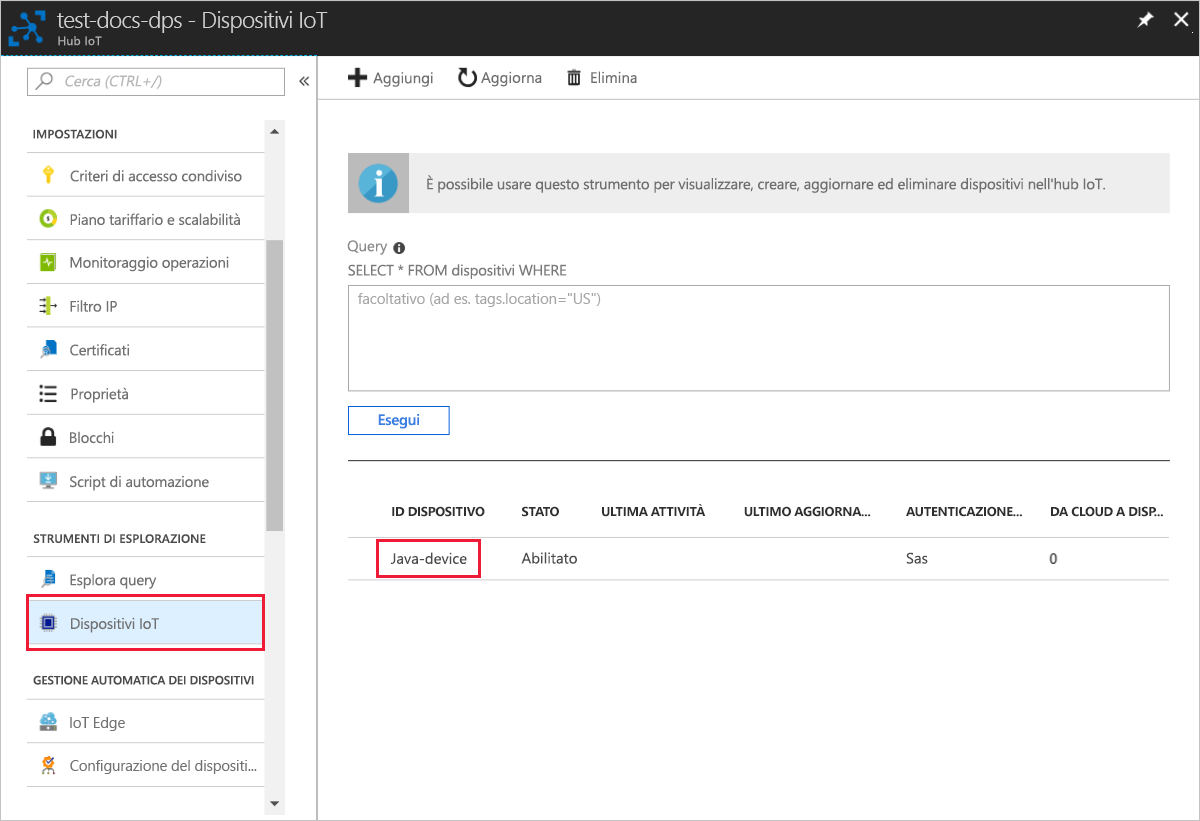 test-docs-dps - Dispositivi IoT
Hub IoT
Cerca (CTRL+/)
«
IMPOSTAZIONI
Criteri di accesso condiviso
Piano tariffario e scalabilità
Monitoraggio operazioni
Filtro IP
Certificati
Proprietà
Blocchi
Script di automazione
STRUMENTI DI ESPLORAZIONE
Esplora query
Dispositivi IoT
GESTIONE AUTOMATICA DEI DISPOSITIVI
IoT Edge
Configurazione del dispositi...
Aggiungi Aggiorna Elimina
È possibile usare questo strumento per visualizzare, creare, aggiornare ed eliminare dispositivi nell'hub IoT.
Query
SELECT * FROM dispositivi WHERE
facoltativo (ad es. tags.location="US")
Esegui
ID DISPOSITIVO STATO ULTIMA ATTIVITÀ ULTIMO AGGIORNA... AUTENTICAZIONE... DA CLOUD A DISP...
Java-device Abilitato Sas 0